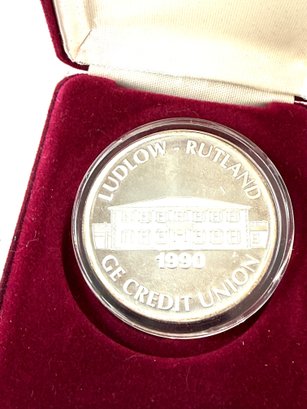 LUDLOW - RUTLAND
1990
GE CREDIT UNION